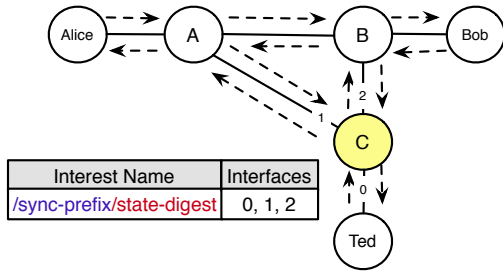 Alice
A
B
Bob
1
2
C
0
Ted
Interest Name Interfaces
/sync-prefix/state-digest 0, 1, 2